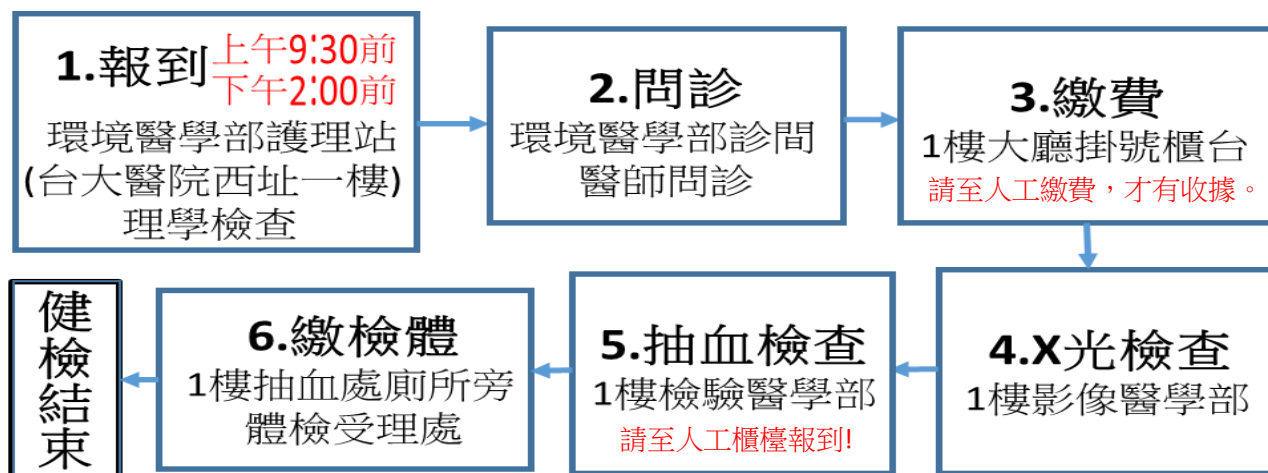 1.報到
上午9:30前
下午2:00前
環境醫學部護理站
(台大醫院西址一樓)
理學檢查
2.問診
環境醫學部診間
醫師問診
3.繳費
1樓大廳掛號櫃台
請至人工繳費，才有收據。
4.X光檢查
1樓影像醫學部
5.抽血檢查
1樓檢驗醫學部
請至人工櫃檯報到!
6.繳檢體
1樓抽血處廁所旁
體檢受理處
健檢結束